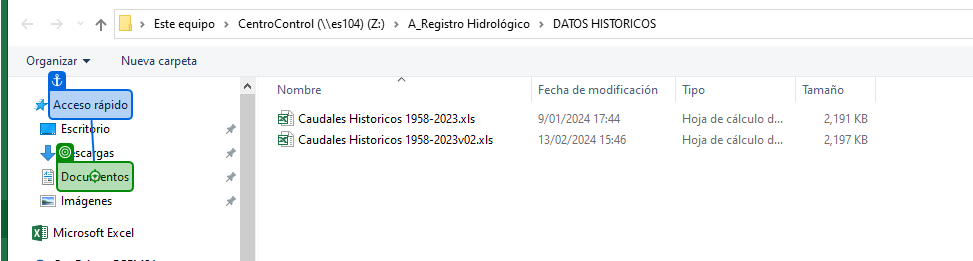 Este equipo > CentroControl (\\es104) (Z:) > A_Registro Hidrológico > DATOS HISTORICOS
Organizar Nueva carpeta
Nombre Fecha de modificación Tipo Tamaño
Acceso rápido
Escritorio
Documentos
Imágenes
Microsoft Excel
Caudales Historicos 1958-2023.xls 9/01/2024 17:44 Hoja de cálculo d... 2,191 KB
Caudales Historicos 1958-2023v02.xls 13/02/2024 15:46 Hoja de cálculo d... 2,197 KB